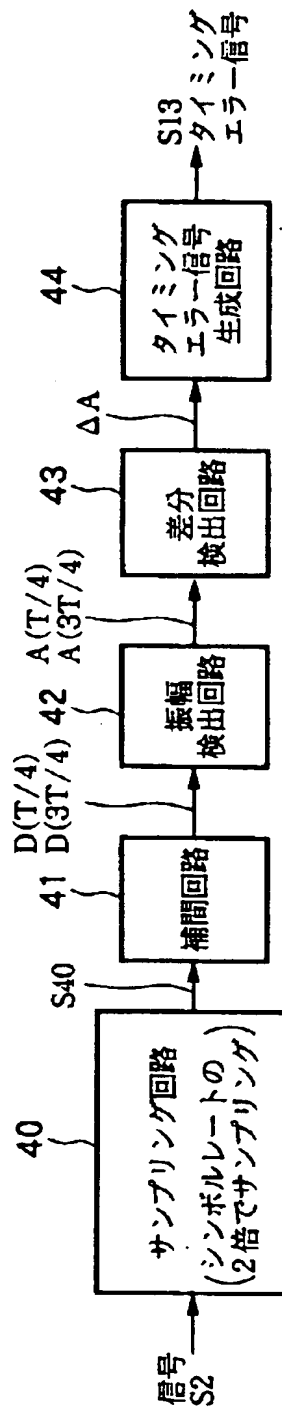 信号
S2
40
サンプリング回路
(シンボルレートの
2倍でサンプリング)
S40
41
補間回路
D(T/4)
D(3T/4)
42
振幅
検出回路
A(T/4)
A(3T/4)
43
差分
検出回路
ΔA
44
タイミング
エラー信号
生成回路
S13
タイミング
エラー信号